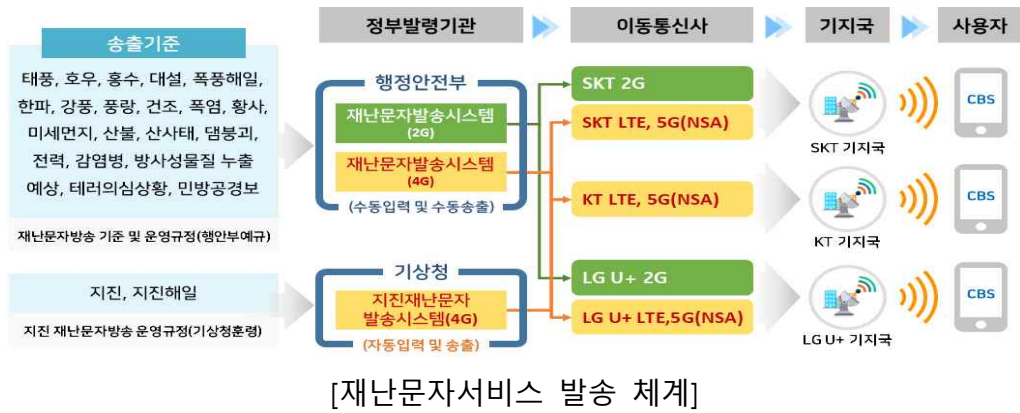 정부발령기관
이동통신사
기지국
사용자
송출기준
태풍, 호우, 홍수, 대설, 폭풍해일,
한파, 강풍, 풍랑, 건조, 폭염, 황사,
미세먼지, 산불, 산사태, 댐붕괴,
전력, 감염병, 방사성물질 누출
예상, 테러의심상황, 민방공경보
재난문자방송 기준 및 운영규정(행안부예규)
지진, 지진해일
지진 재난문자방송 운영규정(기상청훈령)
행정안전부
재난문자발송시스템
(2G)
재난문자발송시스템
(4G)
(수동입력 및 수동송출)
기상청
지진재난문자
발송시스템(4G)
(자동입력 및 송출)
SKT 2G
SKT LTE, 5G(NSA)
KT LTE, 5G(NSA)
LG U+ 2G
LG U+ LTE,5G(NSA)
SKT 기지국
CBS
KT 기지국
CBS
LG U+ 기지국
CBS
[재난문자서비스 발송 체계]